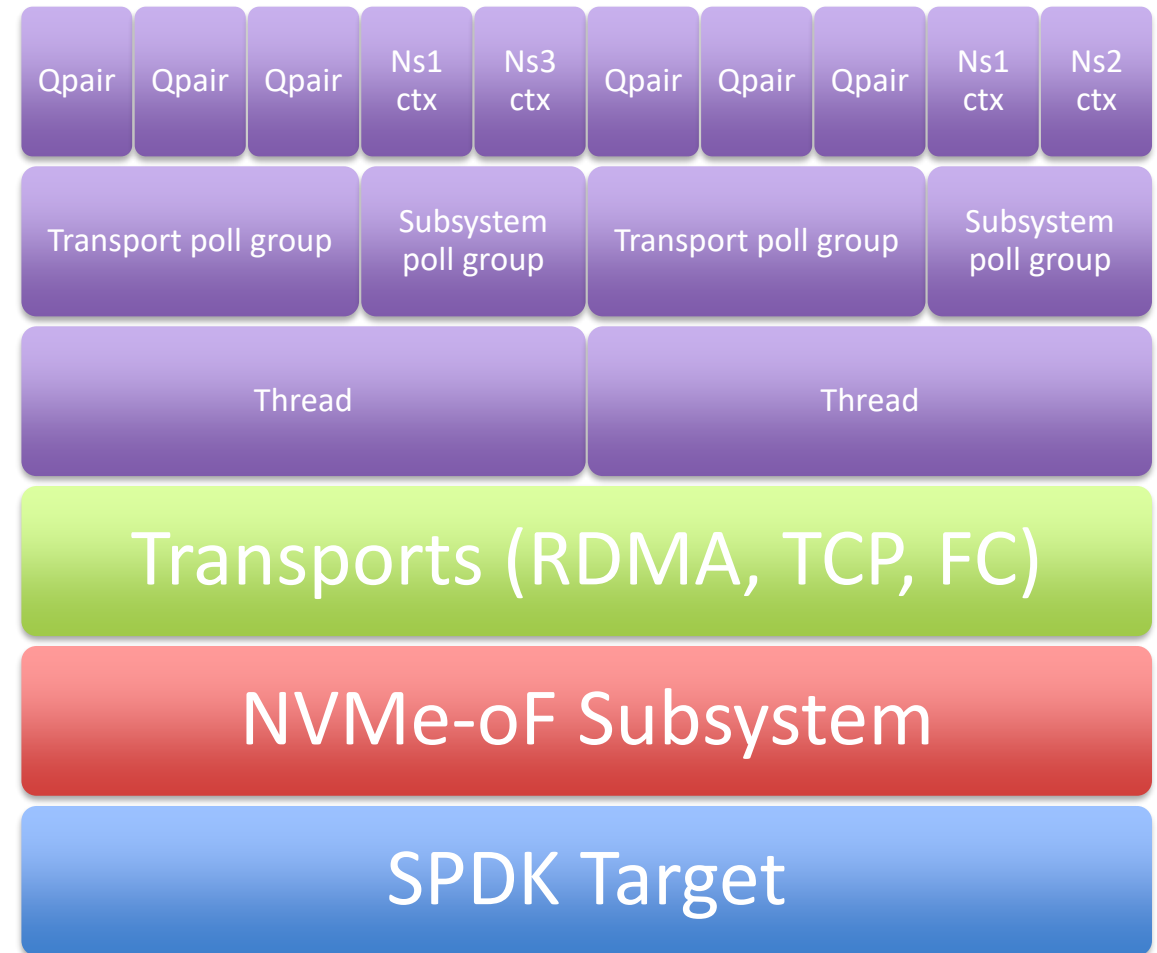 Qpair
Qpair
Qpair
Ns1
ctx
Ns3
ctx
Qpair
Qpair
Qpair
Ns1
ctx
Ns2
ctx
Transport poll group
Subsystem
poll group
Transport poll group
Subsystem
poll group
Thread
Thread
Transports (RDMA, TCP, FC)
NVMe-oF Subsystem
SPDK Target